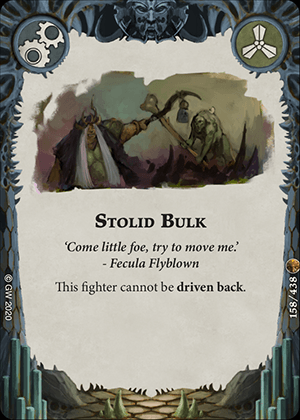 STOLID BULK
‘Come little foe, try to move me.’
- Fecula Flyblown
This fighter cannot be driven back.
© GW 2020
158/438